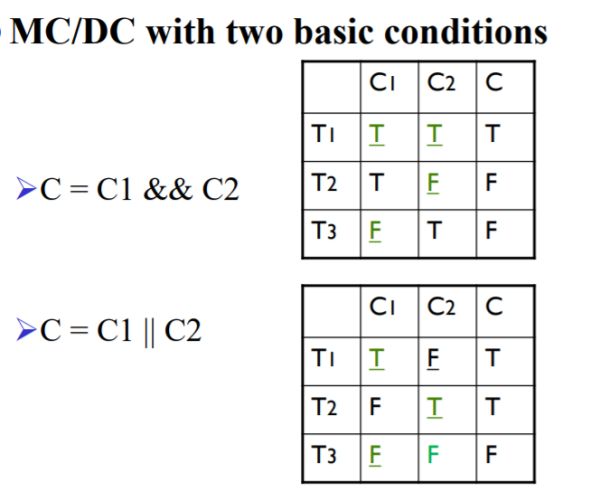 MC/DC with two basic conditions
C1 C2 C
T1 T T T
➢C = C1 && C2
T2 T F F
T3 F T F
C1 C2 C
➢C = C1 || C2
T1 T F T
T2 F T T
T3 F F F